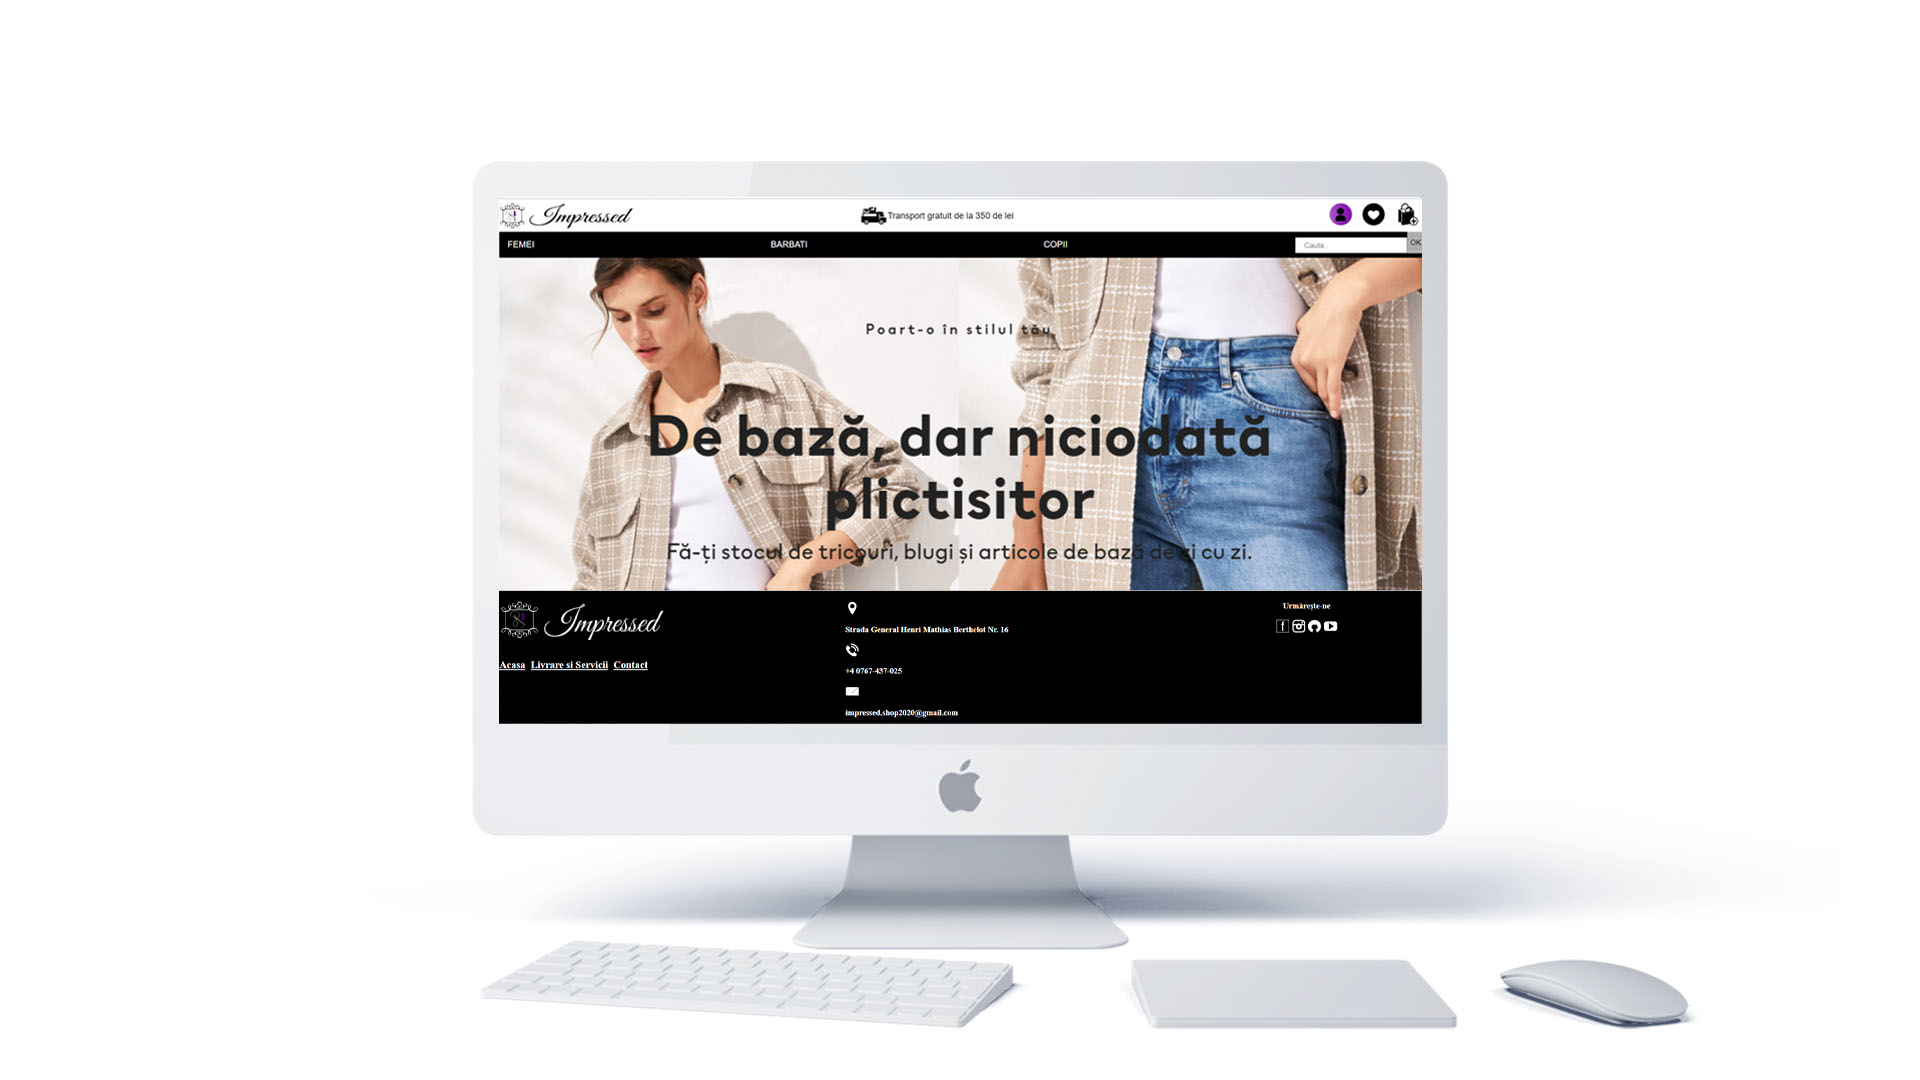 Impressed
Transport gratuit de la 350 de lei
FEMEI
BARBATI
COPII
Cauta..
OK
Poart-o în stilul tău
De bază, dar niciodată
plictisitor
Fă-ți stocul de tricouri, blugi și articole de bază de zi cu zi.
Impressed
Acasa Livrare si Servicii Contact
Strada General Henri Mathias Berthelot Nr. 16
+4 0767-437-025
impressed.shop2020@gmail.com
Urmărește-ne